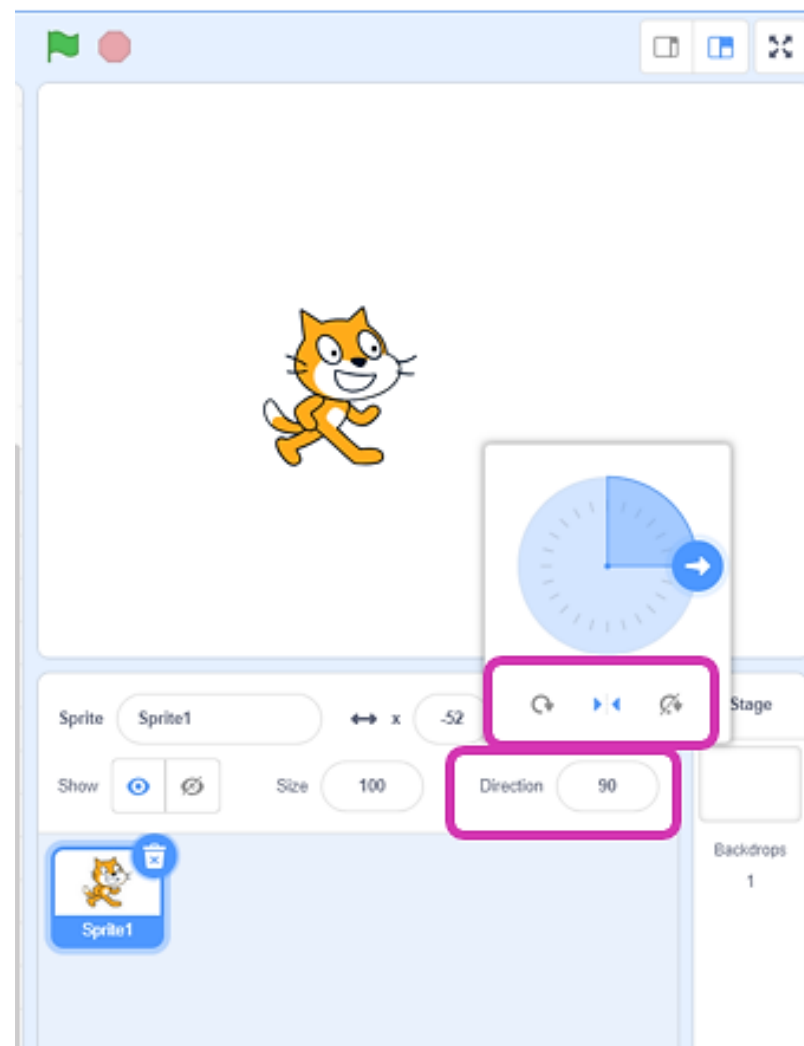 Sprite Sprite1 x -52
Stage
Show Size 100 Direction 90
Backdrops
1
Sprite1